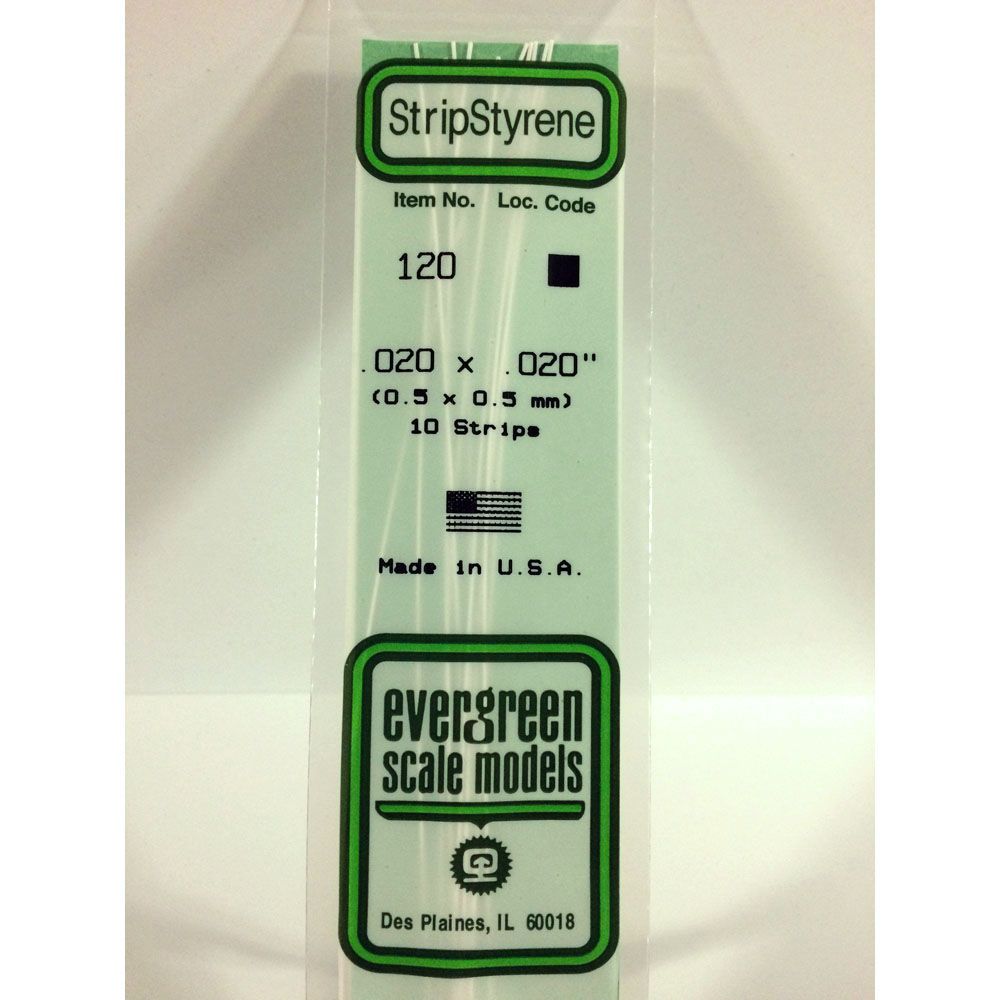 StripStyrene
Item No. Loc. Code
120
.020 x .020"
(0.5 x 0.5 mm)
10 Strips
Made in U.S.A.
evergreen
scale models
Des Plaines, IL 60018